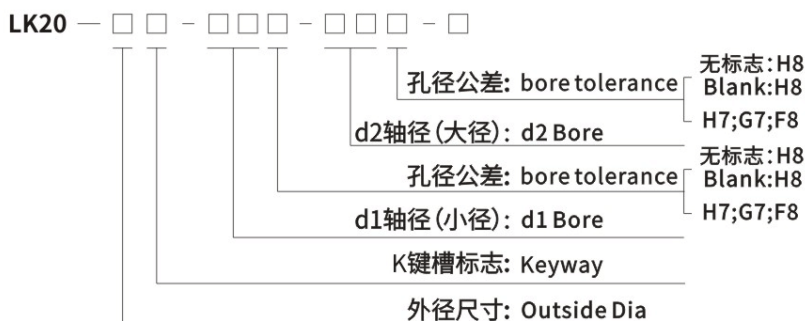 LK20 — □ □ - □□□ - □□□ - □
无标志:H8
孔径公差: bore tolerance Blank:H8
H7;G7;F8
d2轴径(大径): d2 Bore
无标志:H8
孔径公差: bore tolerance Blank:H8
H7;G7;F8
d1轴径(小径): d1 Bore
K键槽标志: Keyway
外径尺寸: Outside Dia